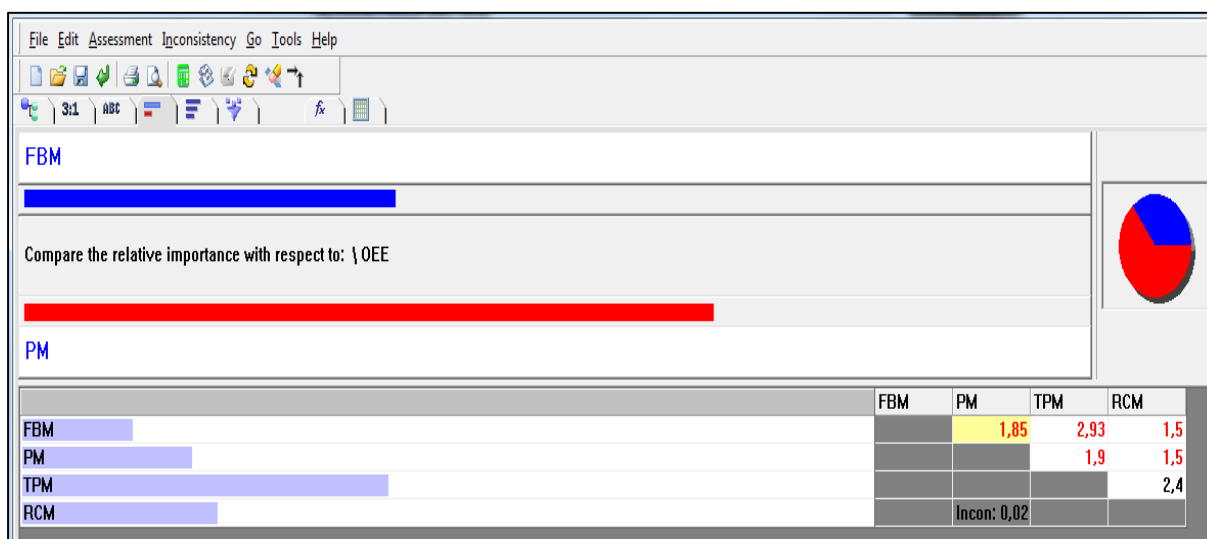 File Edit Assessment Inconsistency Go Tools Help
3:1 ABC fx
FBM
Compare the relative importance with respect to: \ OEE
PM
FBM PM TPM RCM
FBM 1,85 2,93 1,5
PM 1,9 1,5
TPM 2,4
RCM Incon: 0,02